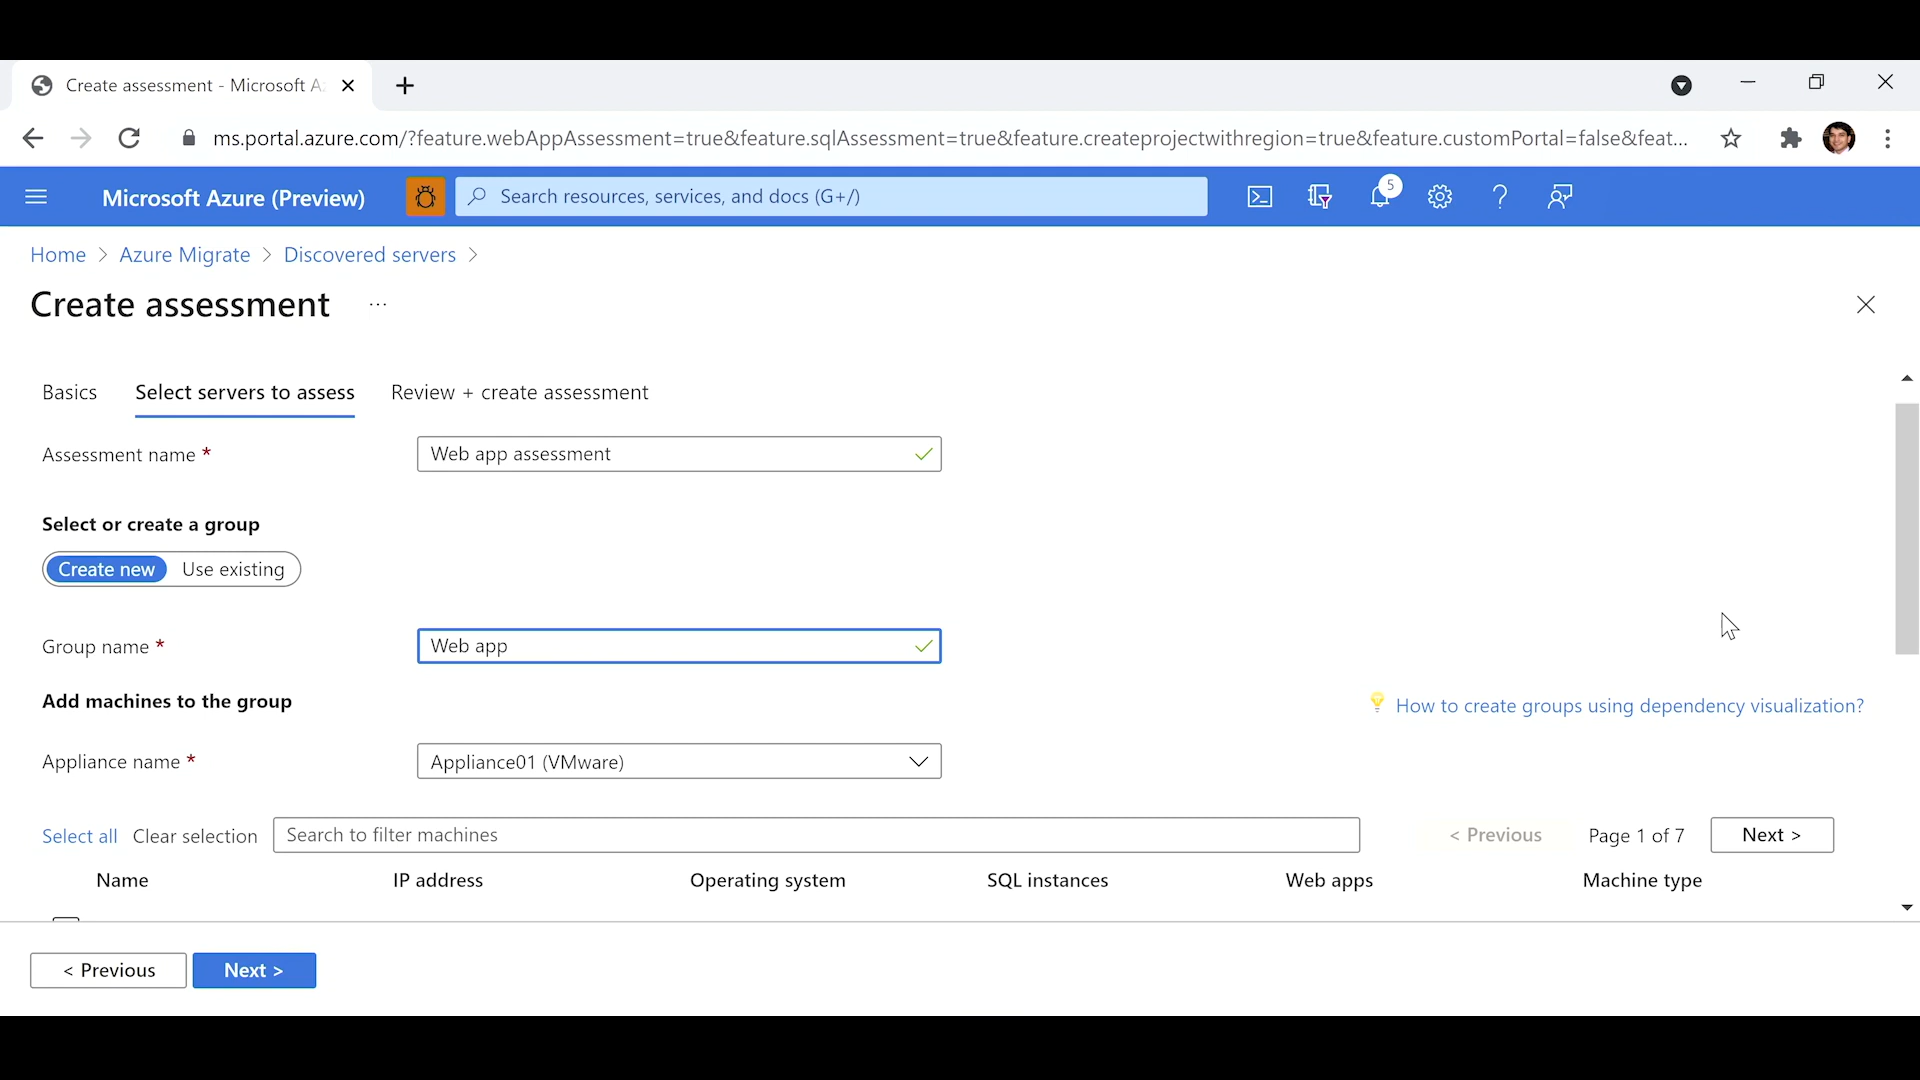 Create assessment - Microsoft A
ms.portal.azure.com/?feature.webAppAssessment=true&feature.sqlAssessment=true&feature.createprojectwithregion=true&feature.customPortal=false&feat...
Microsoft Azure (Preview)
Search resources, services, and docs (G+/)
5
Home > Azure Migrate > Discovered servers >
Create assessment ...
Basics
Select servers to assess
Review + create assessment
Assessment name *
Web app assessment
Select or create a group
Create new
Use existing
Group name *
Web app
Add machines to the group
How to create groups using dependency visualization?
Appliance name *
Appliance01 (VMware)
Select all
Clear selection
Search to filter machines
< Previous
Page 1 of 7
Next >
Name
IP address
Operating system
SQL instances
Web apps
Machine type
< Previous
Next >